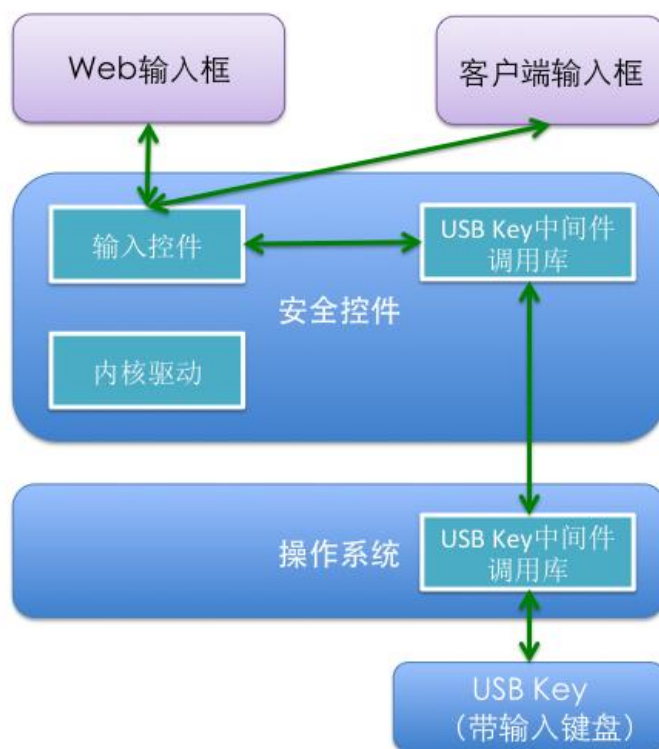 Web输入框
客户端输入框
输入控件
USB Key中间件
调用库
安全控件
内核驱动
操作系统
USB Key中间件
调用库
USB Key
（带输入键盘）